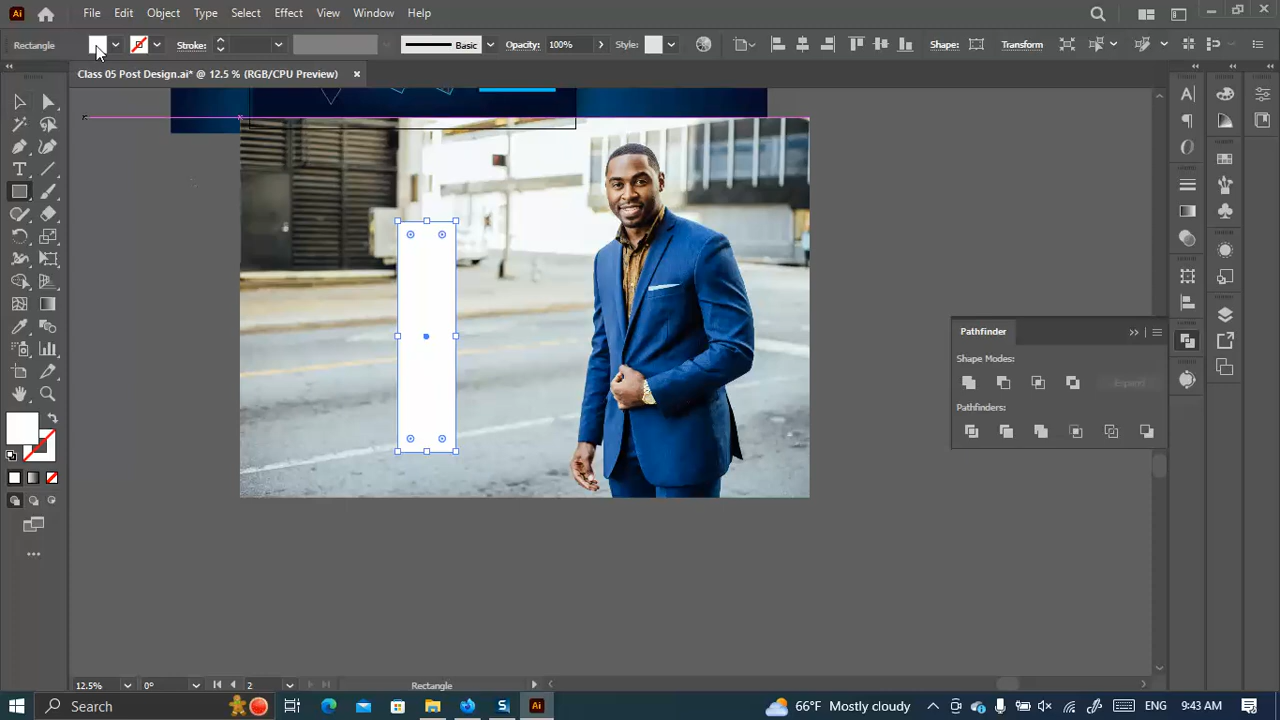 Ai File Edit Object Type Select Effect View Window Help
Rectangle Stroke: Basic Opacity: 100% Style: Shape: Transform
Class 05 Post Design.ai* @ 12.5 % (RGB/CPU Preview)
Pathfinder
Shape Modes:
Expand
Pathfinders:
12.5% 0° 2 Rectangle
Search 66°F Mostly cloudy ENG 9:43 AM